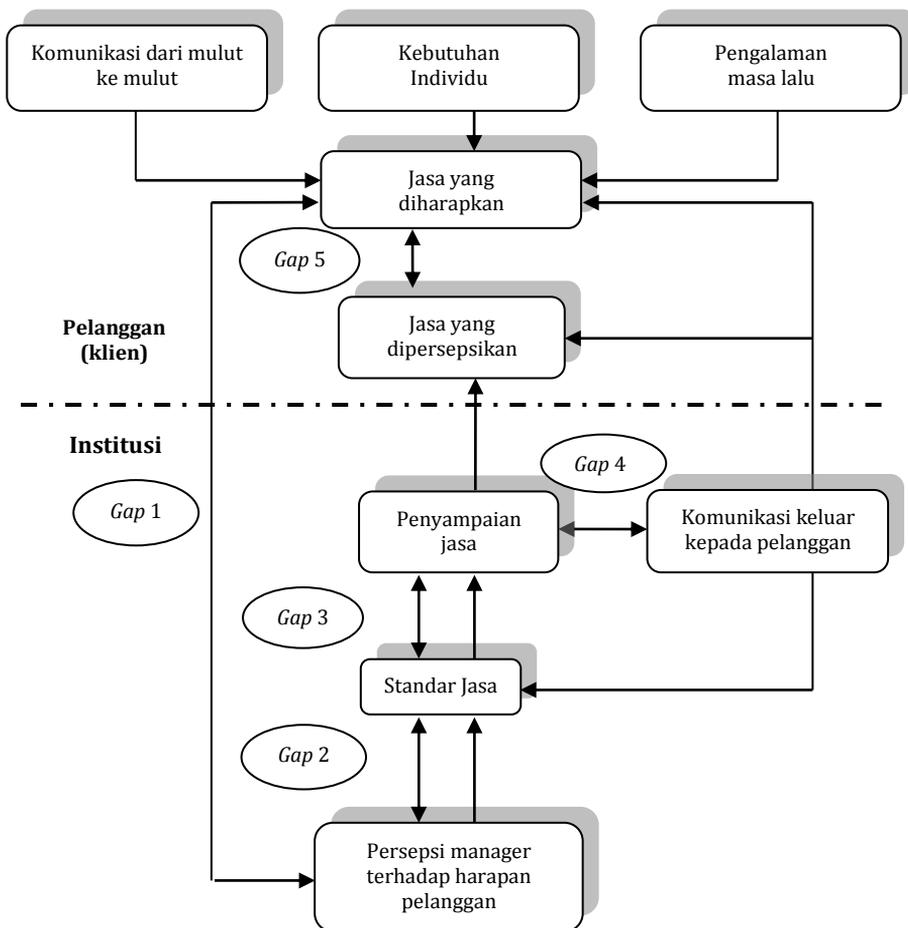 Komunikasi dari mulut
ke mulut
Kebutuhan
Individu
Pengalaman
masa lalu
Jasa yang
diharapkan
Gap 5
Jasa yang
dipersepsikan
Pelanggan
(klien)
Institusi
Gap 4
Gap 1
Penyampaian
jasa
Komunikasi keluar
kepada pelanggan
Gap 3
Standar Jasa
Gap 2
Persepsi manager
terhadap harapan
pelanggan